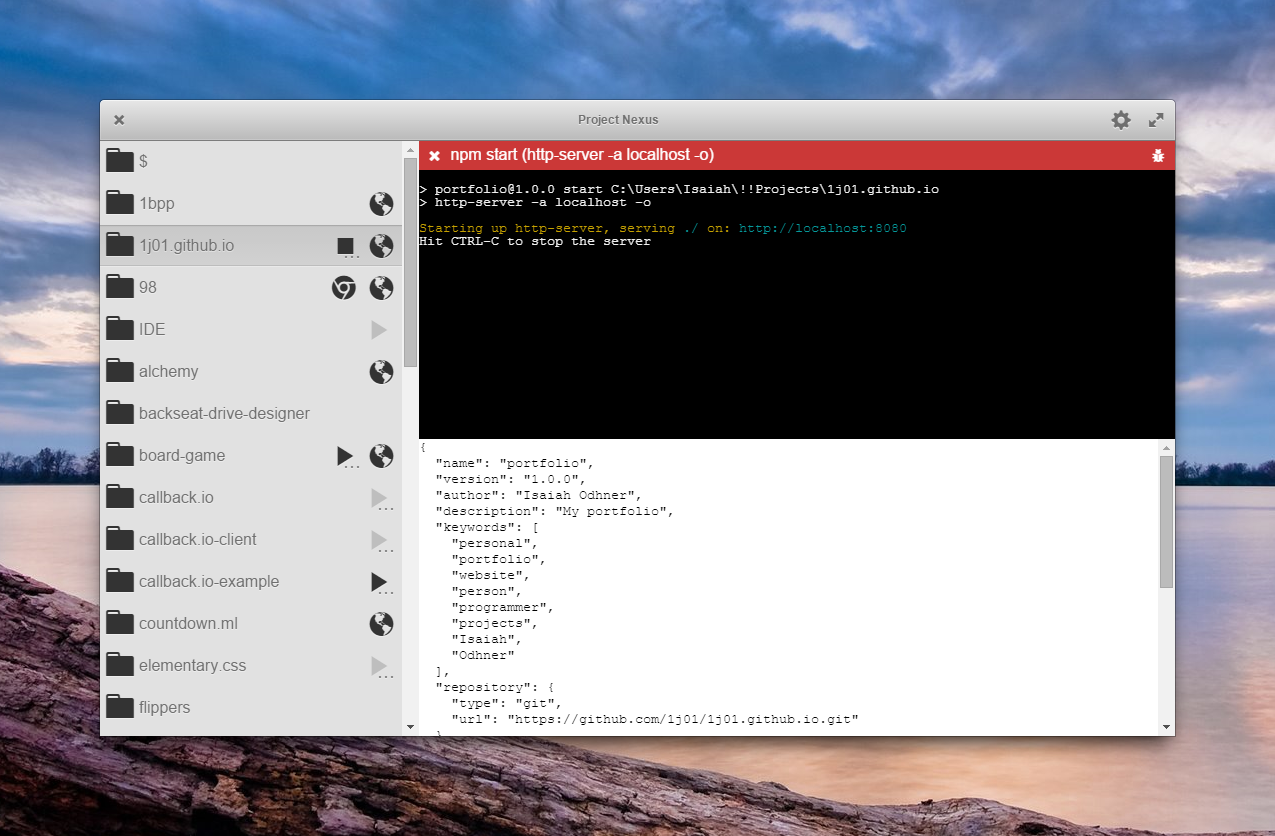 Project Nexus
$
1bpp
1j01.github.io
98
IDE
alchemy
backseat-drive-designer
board-game
callback.io
callback.io-client
callback.io-example
countdown.ml
elementary.css
flippers
npm start (http-server -a localhost -o)
> portfolio@1.0.0 start C:\Users\Isaiah\!!Projects\1j01.github.io
> http-server -a localhost -o
Starting up http-server, serving ./ on: http://localhost:8080
Hit CTRL-C to stop the server
{
  "name": "portfolio",
  "version": "1.0.0",
  "author": "Isaiah Odhner",
  "description": "My portfolio",
  "keywords": [
    "personal",
    "portfolio",
    "website",
    "person",
    "programmer",
    "projects",
    "Isaiah",
    "Odhner"
  ],
  "repository": {
    "type": "git",
    "url": "https://github.com/1j01/1j01.github.io.git"
  }